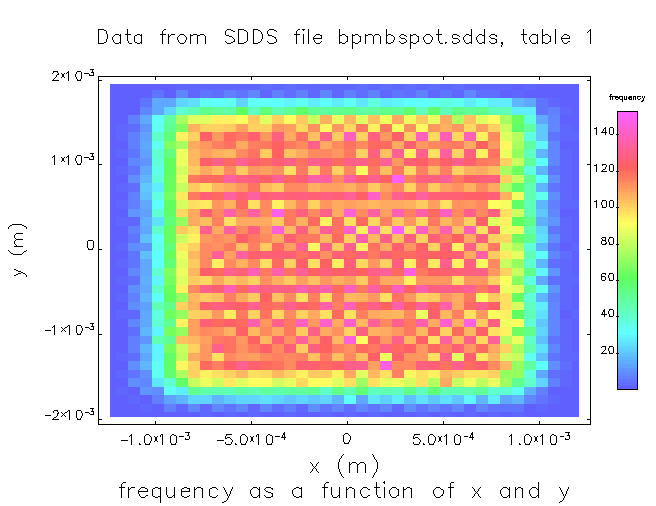 Data from SDDS file bpmbspot.sdds, table 1
2×10⁻³
1×10⁻³
0
−1×10⁻³
−2×10⁻³
y (m)
−1.0×10⁻³ −5.0×10⁻⁴ 0 5.0×10⁻⁴ 1.0×10⁻³
x (m)
frequency as a function of x and y
frequency
140.
120.
100.
80.
60.
40.
20.